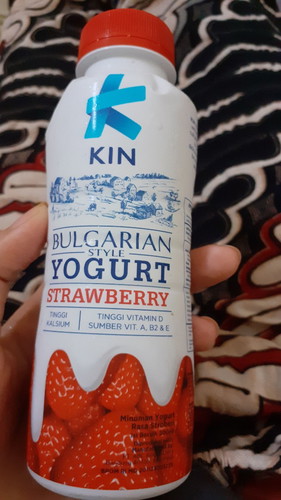 KIN
BULGARIAN
STYLE
YOGURT
STRAWBERRY
TINGGI
KALSIUM
TINGGI VITAMIN D
SUMBER VIT. A, B2 & E
Minuman Yogurt
Rasa Stroberi